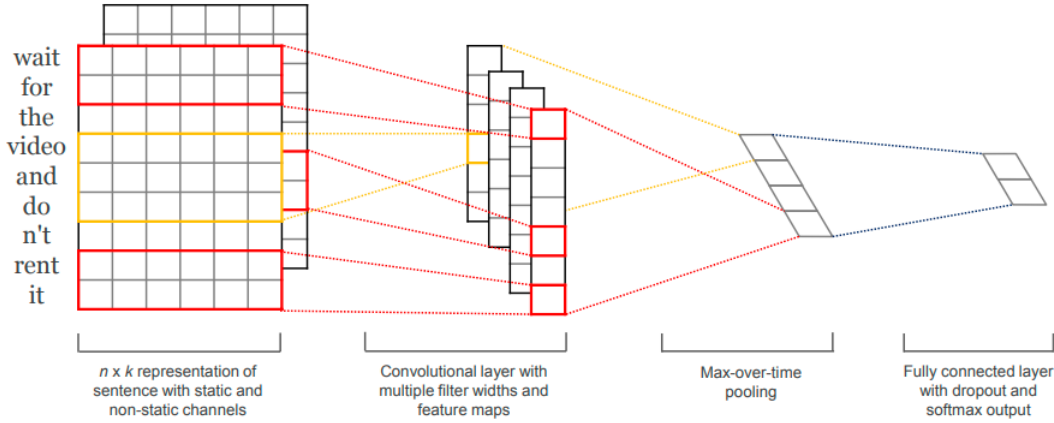 wait
for
the
video
and
do
n't
rent
it
n x k representation of
sentence with static and
non-static channels
Convolutional layer with
multiple filter widths and
feature maps
Max-over-time
pooling
Fully connected layer
with dropout and
softmax output